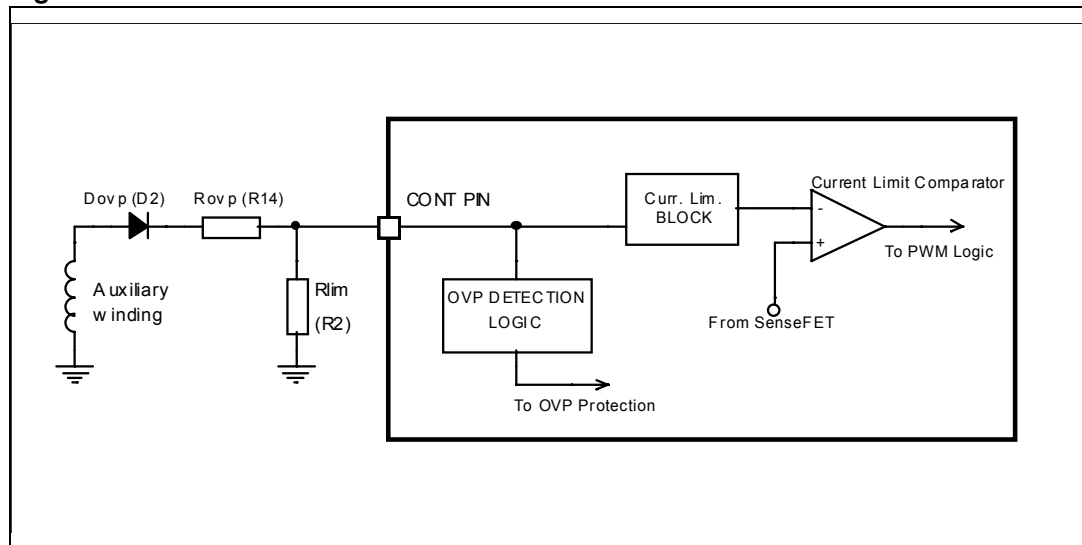 Dovp (D2)
Rovp (R14)
CONT PIN
Curr. Lim.
BLOCK
Current Limit Comparator
-
+
To PWM Logic
Auxiliary
winding
Rlim
(R2)
OVP DETECTION
LOGIC
From SenseFET
To OVP Protection